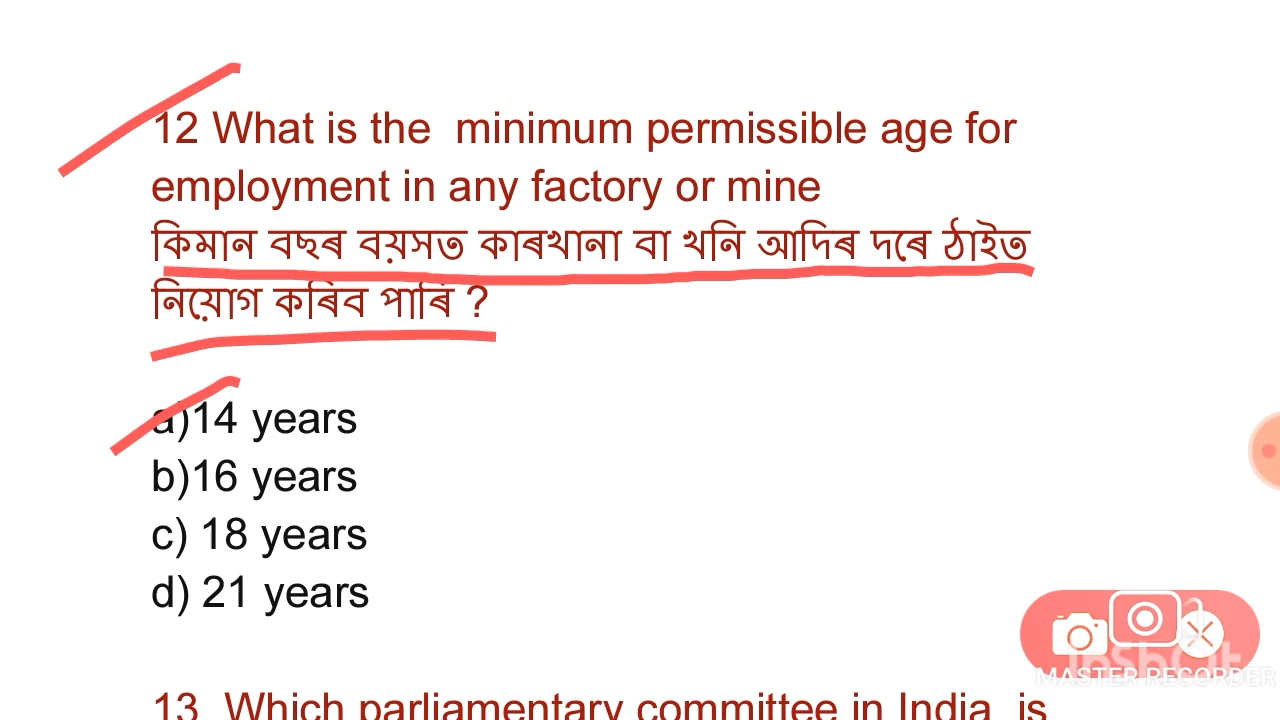 12 What is the minimum permissible age for
employment in any factory or mine
কিমান বছৰ বয়সত কাৰখানা বা খনি আদিৰ দৰে ঠাইত
নিয়োগ কৰিব পাৰি ?
a)14 years
b)16 years
c) 18 years
d) 21 years
MASTER RECORDER
13 Which parliamentary committee in India is